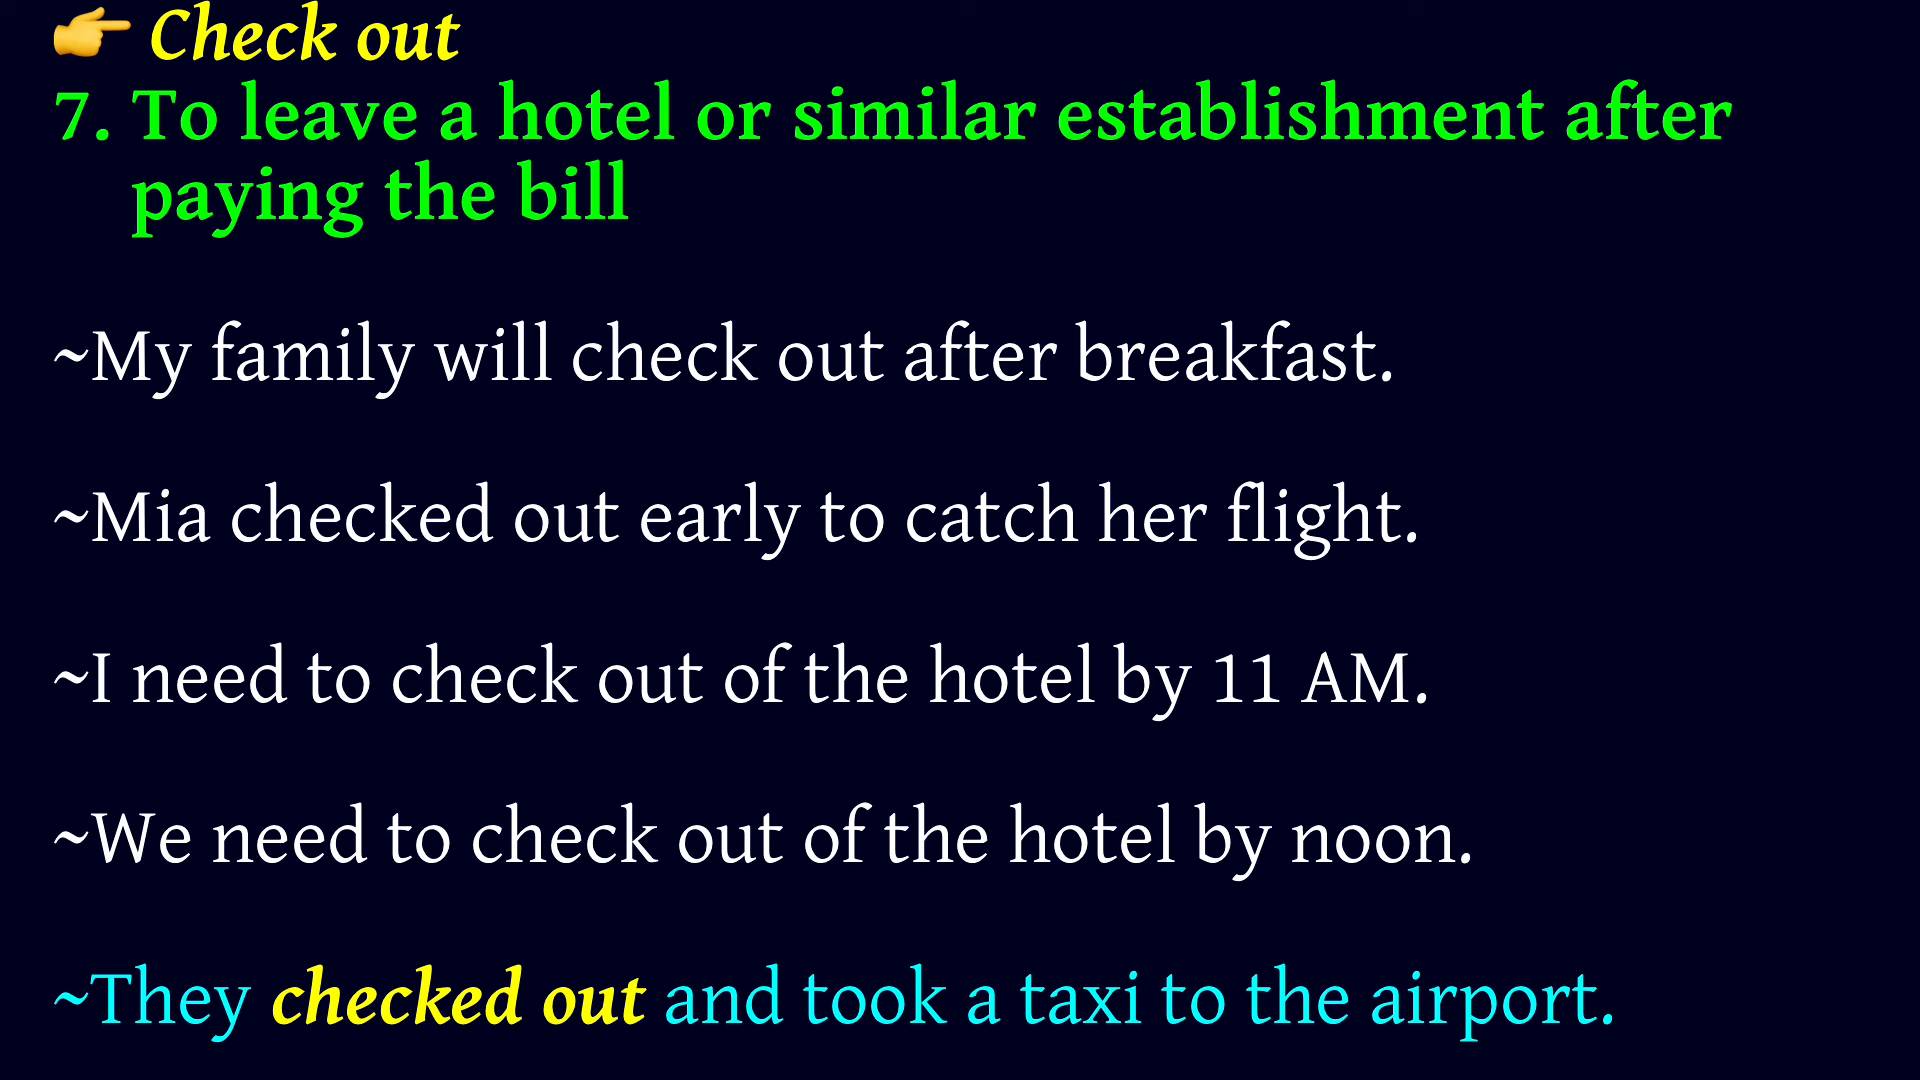 👉 Check out
7. To leave a hotel or similar establishment after
paying the bill
~My family will check out after breakfast.
~Mia checked out early to catch her flight.
~I need to check out of the hotel by 11 AM.
~We need to check out of the hotel by noon.
~They checked out and took a taxi to the airport.